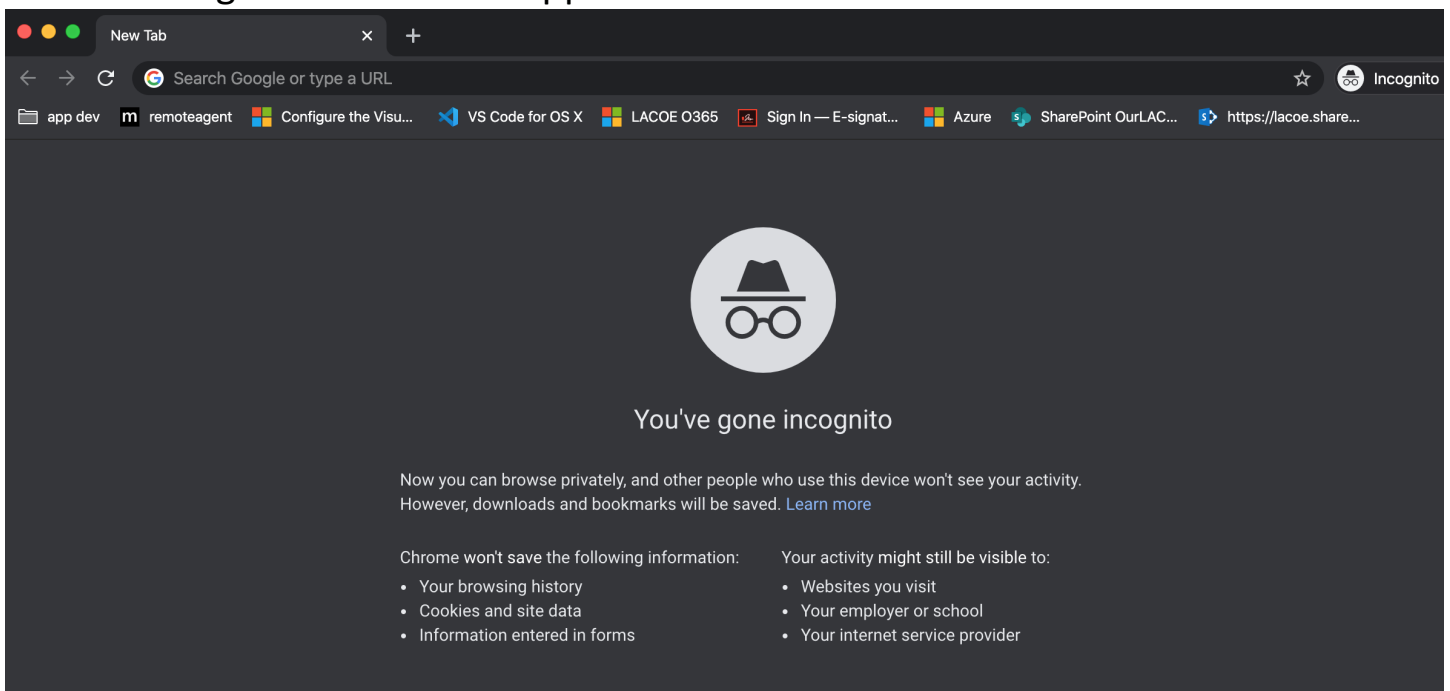 New Tab
Search Google or type a URL
Incognito
app dev m remoteagent Configure the Visu... VS Code for OS X LACOE O365 Sign In — E-signat... Azure SharePoint OurLAC... https://lacoe.share...
You've gone incognito
Now you can browse privately, and other people who use this device won't see your activity.
However, downloads and bookmarks will be saved. Learn more
Chrome won't save the following information:
Your browsing history
Cookies and site data
Information entered in forms
Your activity might still be visible to:
Websites you visit
Your employer or school
Your internet service provider